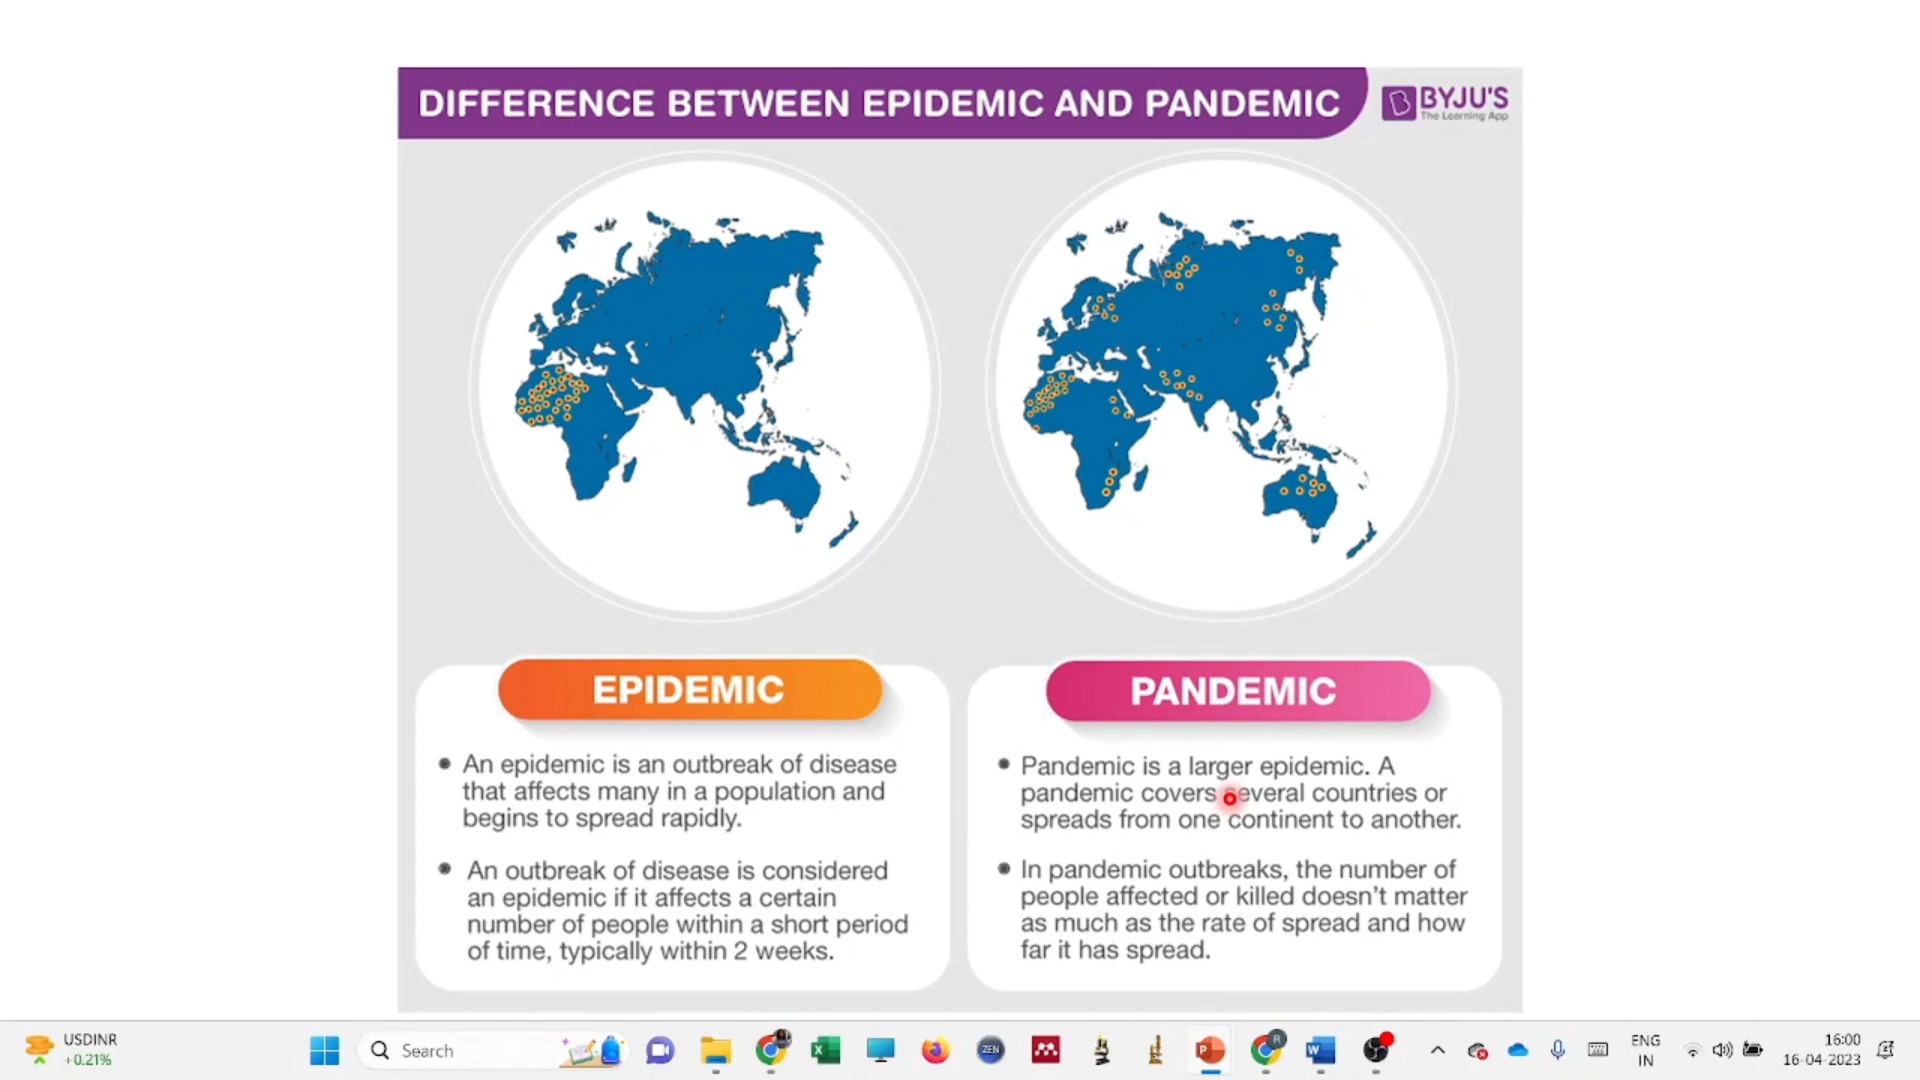 DIFFERENCE BETWEEN EPIDEMIC AND PANDEMIC
BYJU'S
The Learning App
EPIDEMIC
An epidemic is an outbreak of disease
that affects many in a population and
begins to spread rapidly.
An outbreak of disease is considered
an epidemic if it affects a certain
number of people within a short period
of time, typically within 2 weeks.
PANDEMIC
Pandemic is a larger epidemic. A
pandemic covers several countries or
spreads from one continent to another.
In pandemic outbreaks, the number of
people affected or killed doesn't matter
as much as the rate of spread and how
far it has spread.
USDINR
+0.21%
Search
ZEN
ENG
IN
16:00
16-04-2023